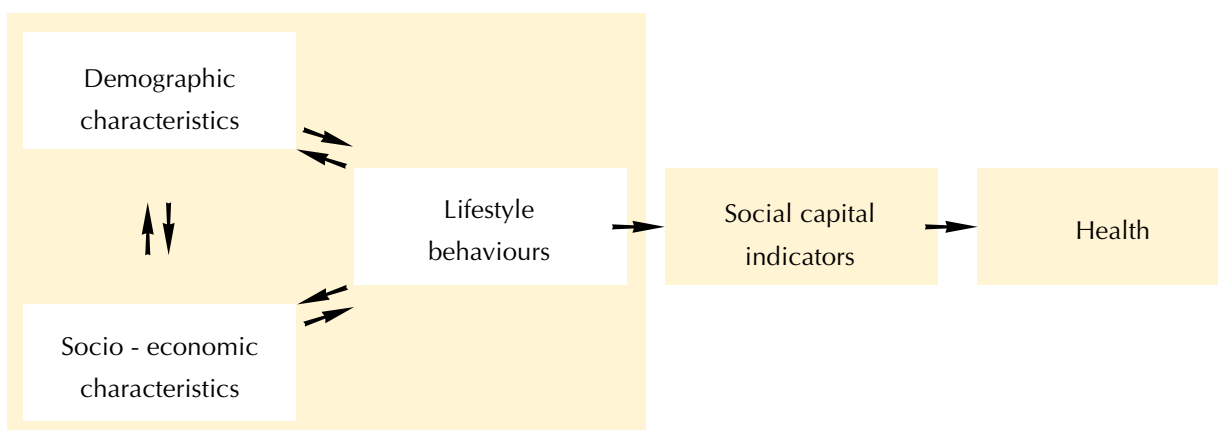 Demographic
characteristics
Lifestyle
behaviours
Social capital
indicators
Health
Socio - economic
characteristics